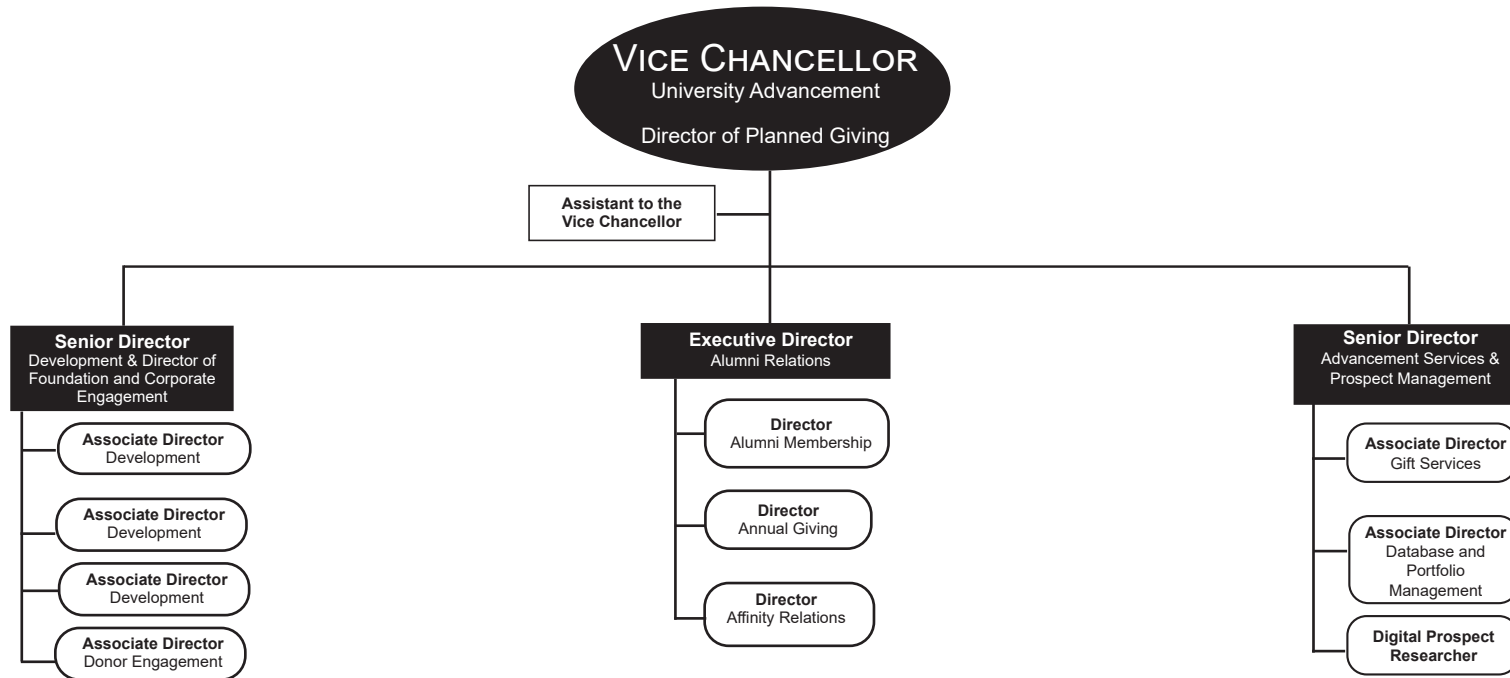 VICE CHANCELLOR
University Advancement
Director of Planned Giving
Assistant to the
Vice Chancellor
Senior Director
Development & Director of
Foundation and Corporate
Engagement
Associate Director
Development
Associate Director
Development
Associate Director
Development
Associate Director
Donor Engagement
Executive Director
Alumni Relations
Director
Alumni Membership
Director
Annual Giving
Director
Affinity Relations
Senior Director
Advancement Services &
Prospect Management
Associate Director
Gift Services
Associate Director
Database and
Portfolio
Management
Digital Prospect
Researcher